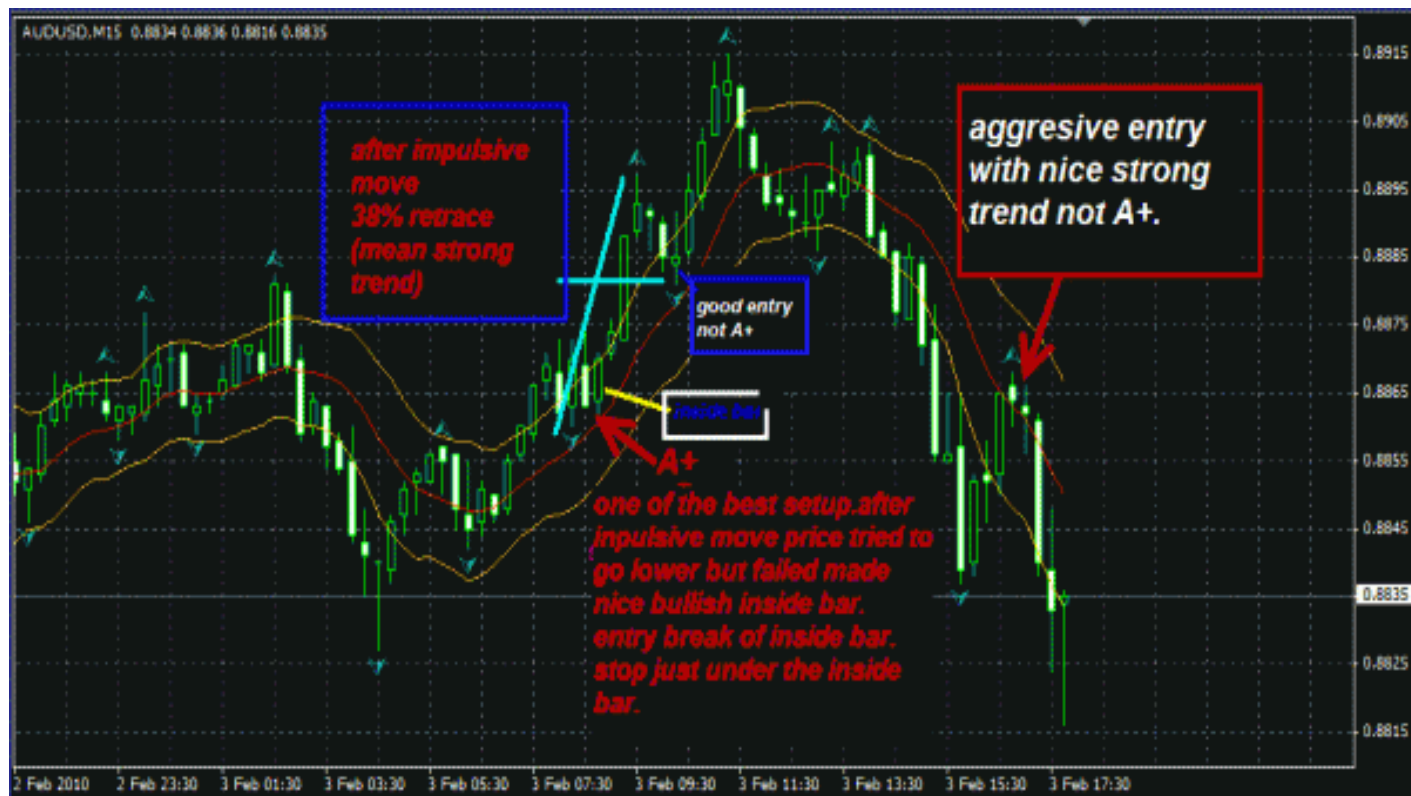 AUDUSD.M15 0.8834 0.8836 0.8816 0.8835
after impulsive
move
38% retrace
(mean strong
trend)
aggresive entry
with nice strong
trend not A+.
good entry
not A+
inside bar
A+
one of the best setup.after
inpulsive move price tried to
go lower but failed made
nice bullish inside bar.
entry break of inside bar.
stop just under the inside
bar.
0.8915
0.8905
0.8895
0.8885
0.8875
0.8865
0.8855
0.8845
0.8835
0.8825
0.8815
2 Feb 2010
2 Feb 23:30
3 Feb 01:30
3 Feb 03:30
3 Feb 05:30
3 Feb 07:30
3 Feb 09:30
3 Feb 11:30
3 Feb 13:30
3 Feb 15:30
3 Feb 17:30